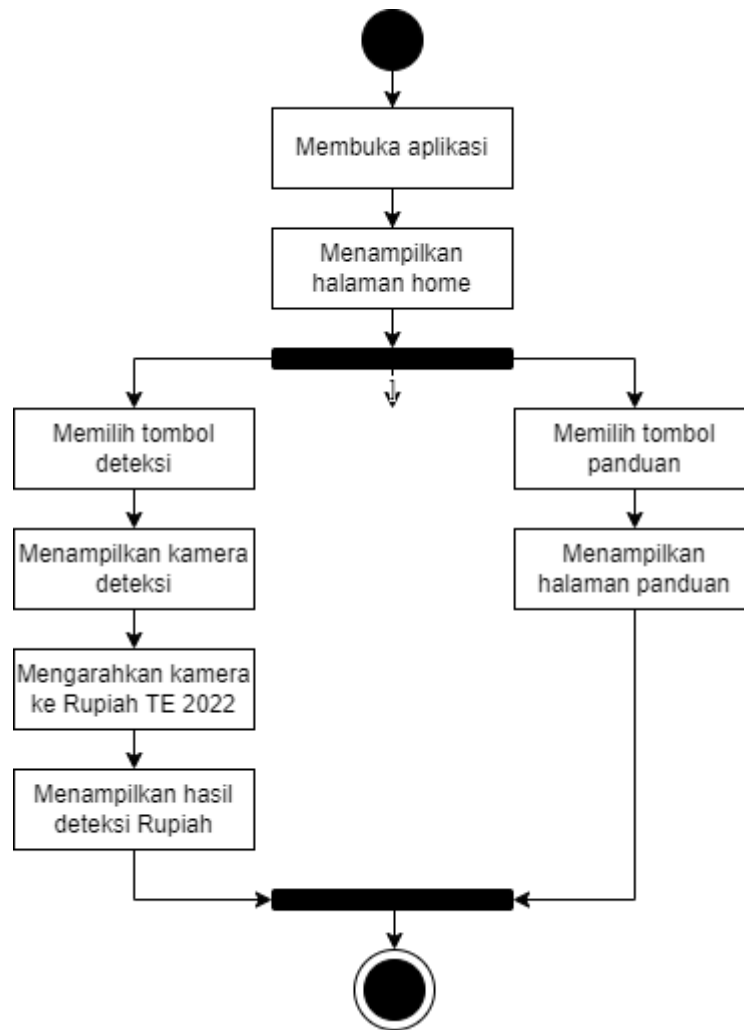 Membuka aplikasi
Menampilkan
halaman home
Memilih tombol
deteksi
Menampilkan kamera
deteksi
Mengarahkan kamera
ke Rupiah TE 2022
Menampilkan hasil
deteksi Rupiah
Memilih tombol
panduan
Menampilkan
halaman panduan